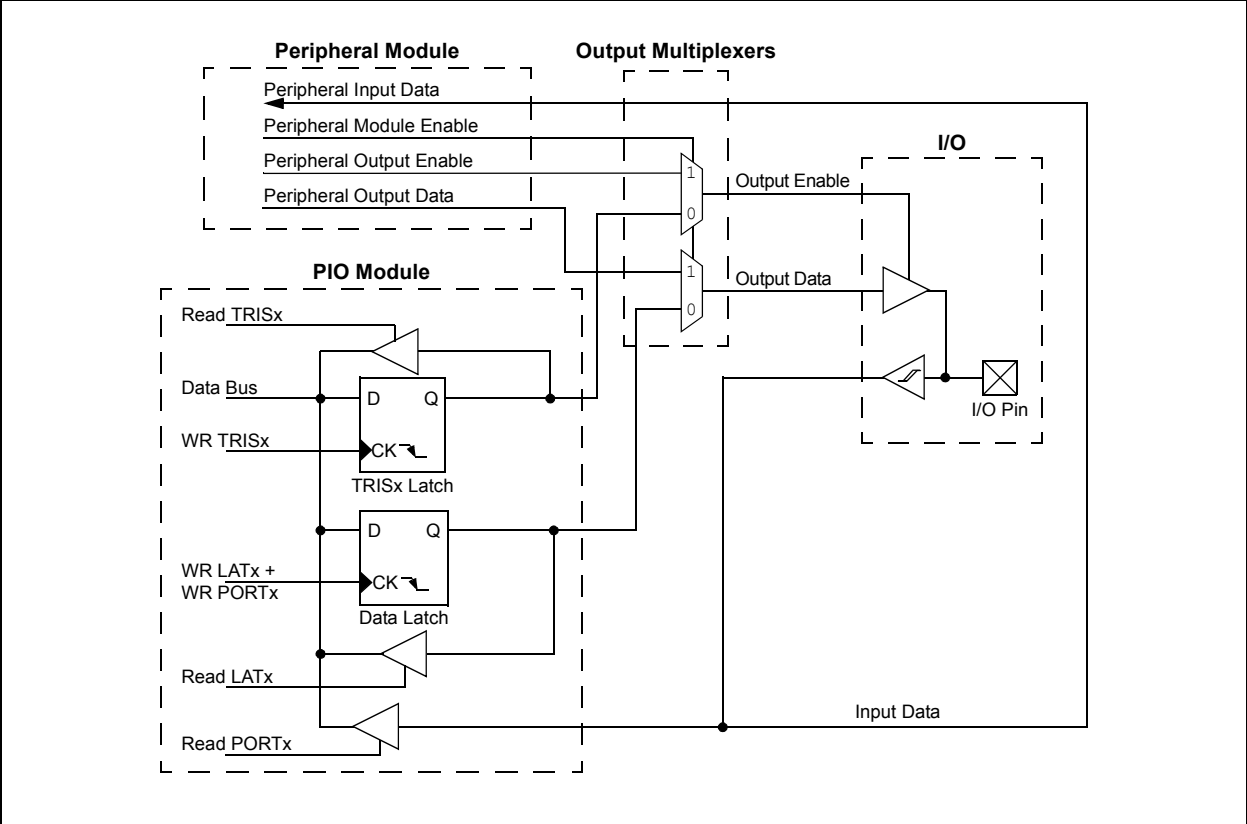 Peripheral Module
Output Multiplexers
Peripheral Input Data
Peripheral Module Enable
I/O
Peripheral Output Enable
1
Output Enable
Peripheral Output Data
0
PIO Module
1
Output Data
0
Read TRISx
Data Bus
D
Q
I/O Pin
WR TRISx
CK
TRISx Latch
D
Q
WR LATx +
WR PORTx
CK
Data Latch
Read LATx
Input Data
Read PORTx